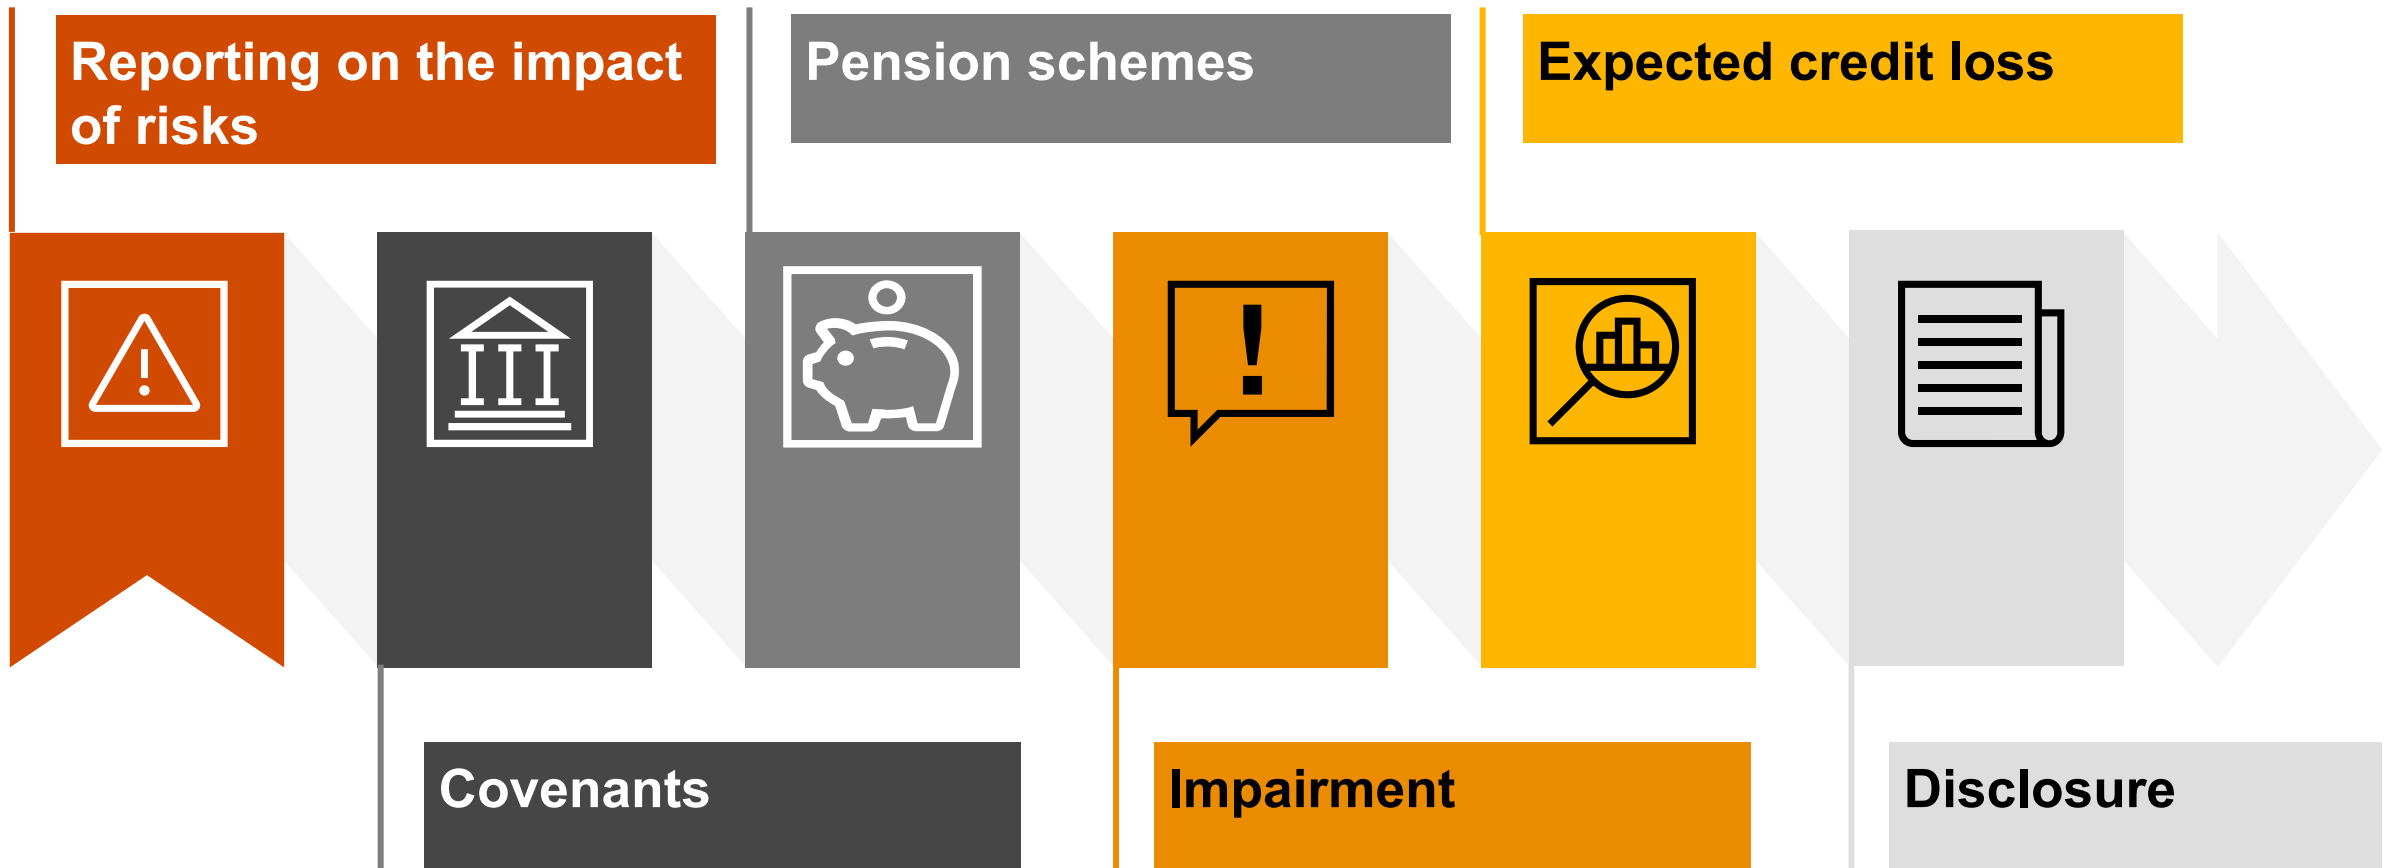 Reporting on the impact
of risks
Pension schemes
Expected credit loss
Covenants
Impairment
Disclosure